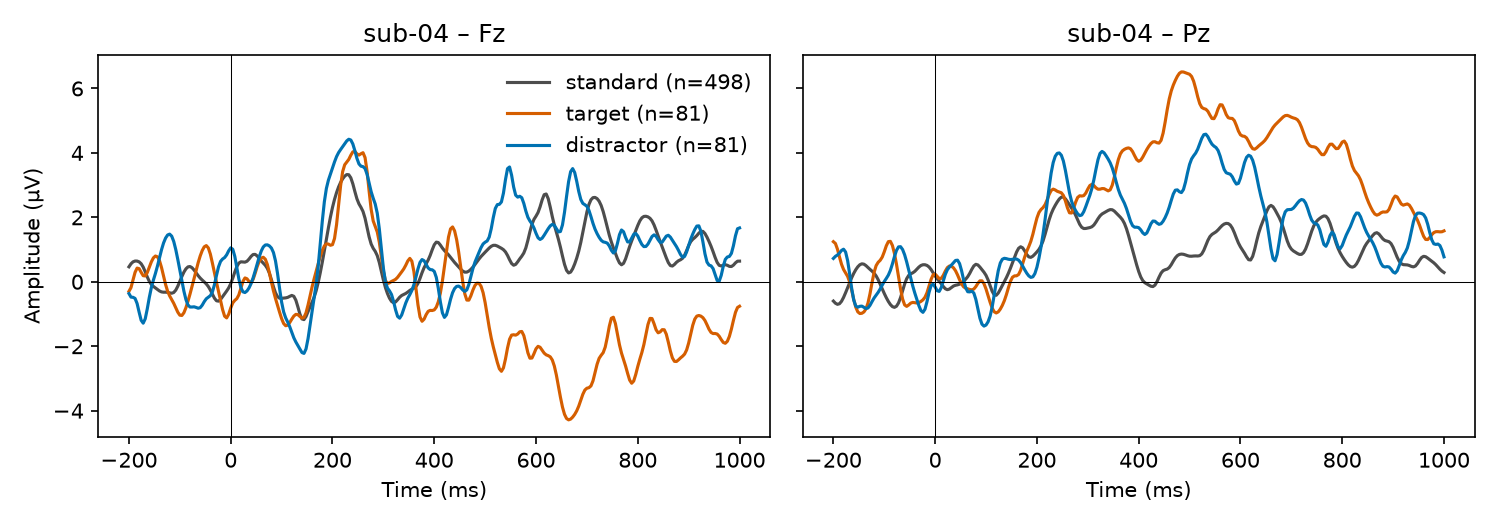 sub-04 – Fz
sub-04 – Pz
standard (n=498)
target (n=81)
distractor (n=81)
Amplitude (µV)
6
4
2
0
−2
−4
−200 0 200 400 600 800 1000
−200 0 200 400 600 800 1000
Time (ms)
Time (ms)